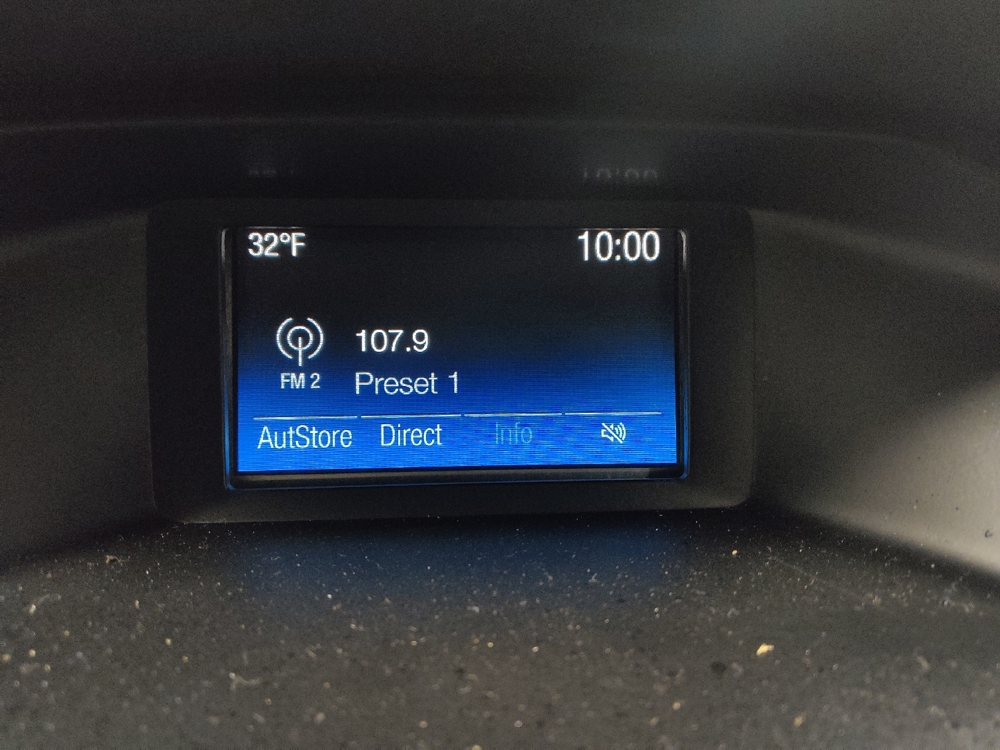 32°F 10:00
107.9
FM 2 Preset 1
AutStore Direct Info